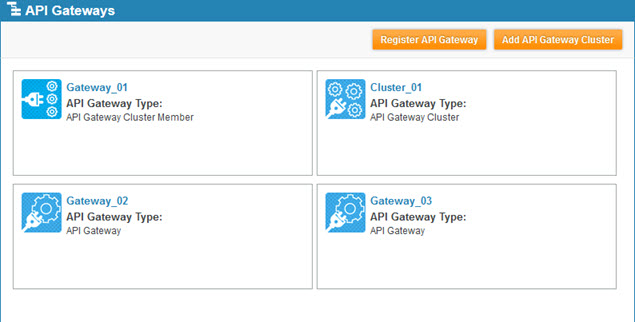 API Gateways
Register API Gateway
Add API Gateway Cluster
Gateway_01
API Gateway Type:
API Gateway Cluster Member
Cluster_01
API Gateway Type:
API Gateway Cluster
Gateway_02
API Gateway Type:
API Gateway
Gateway_03
API Gateway Type:
API Gateway